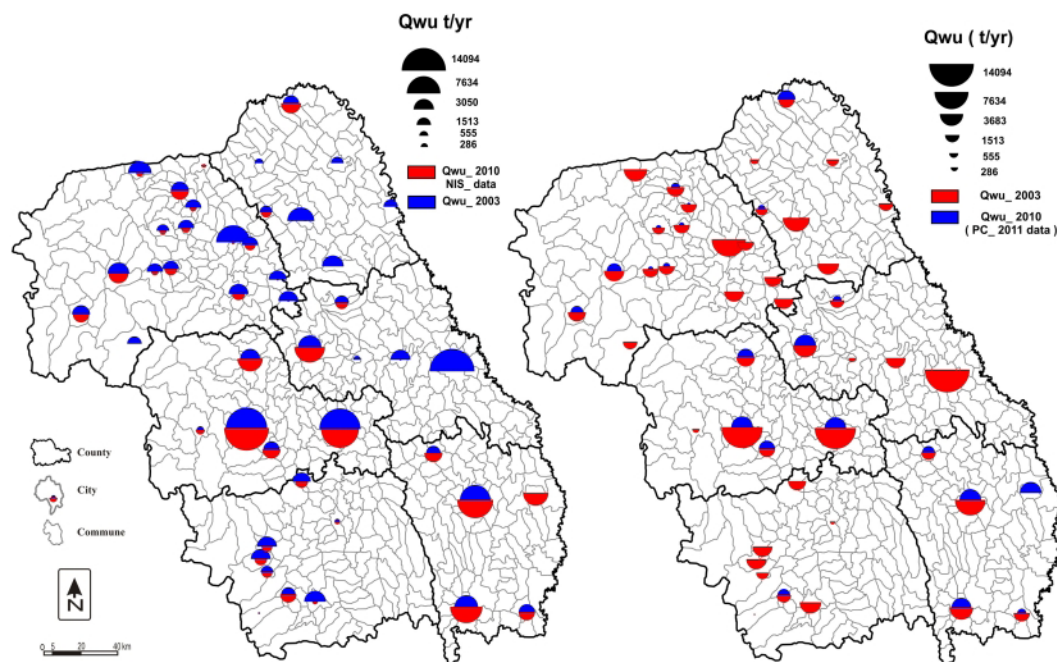 Qwu t/yr
14094
7634
3050
1513
555
286
Qwu_ 2010
NIS_ data
Qwu_ 2003
Qwu ( t/yr)
14094
7634
3683
1513
555
286
Qwu_ 2003
Qwu_ 2010
( PC_ 2011 data )
County
City
Commune
N
0 5 20 40 km